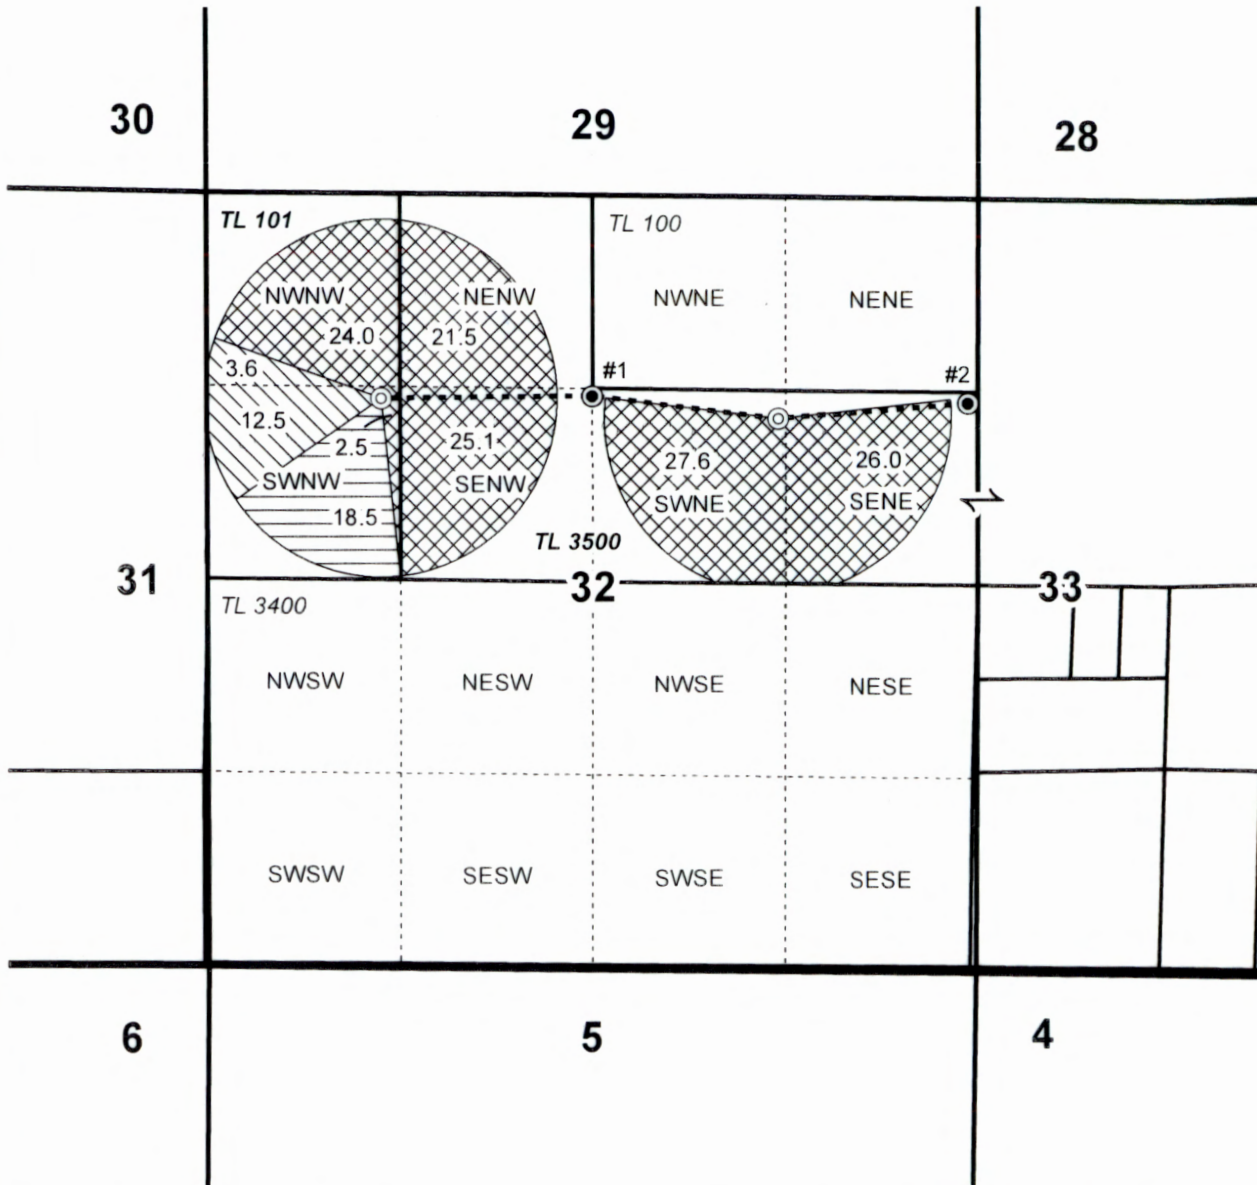 30
29
28
TL 101
TL 100
NWNW
NENW
NWNE
NENE
24.0
21.5
3.6
#1
#2
12.5
2.5
25.1
27.6
26.0
SWNW
SENW
SWNE
SENE
18.5
TL 3500
31
32
33
TL 3400
NWSW
NESW
NWSE
NESE
SWSW
SESW
SWSE
SESE
6
5
4